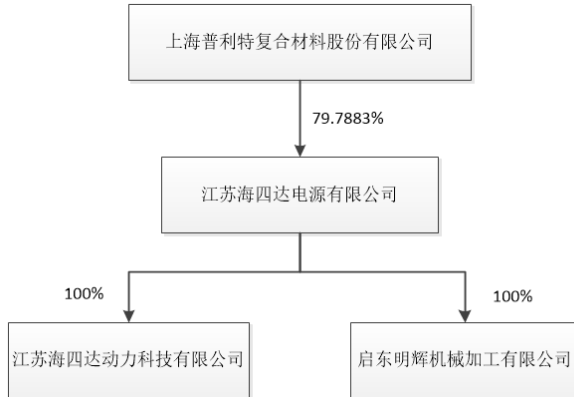 上海普利特复合材料股份有限公司
79.7883%
江苏海四达电源有限公司
100%
100%
江苏海四达动力科技有限公司
启东明辉机械加工有限公司